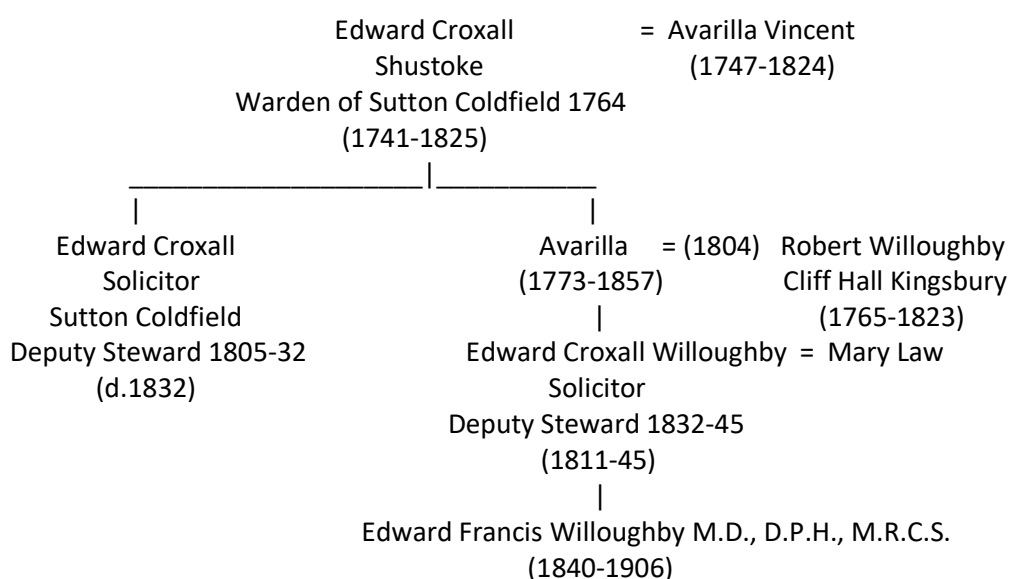 Edward Croxall = Avarilla Vincent
Shustoke (1747-1824)
Warden of Sutton Coldfield 1764
(1741-1825)
Edward Croxall Avarilla = (1804) Robert Willoughby
Solicitor (1773-1857) Cliff Hall Kingsbury
Sutton Coldfield (1765-1823)
Deputy Steward 1805-32 Edward Croxall Willoughby = Mary Law
(d.1832) Solicitor
Deputy Steward 1832-45
(1811-45)
Edward Francis Willoughby M.D., D.P.H., M.R.C.S.
(1840-1906)